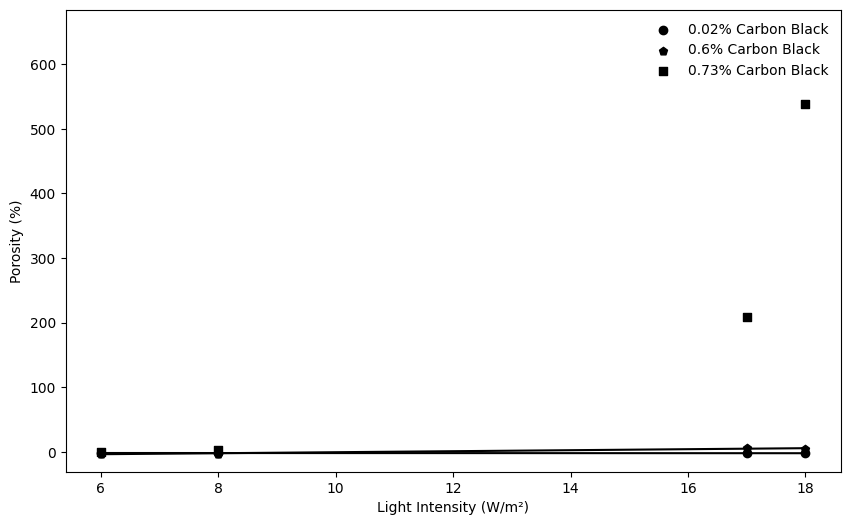 0.02% Carbon Black
0.6% Carbon Black
0.73% Carbon Black
600
500
400
300
200
100
0
Porosity (%)
6 8 10 12 14 16 18
Light Intensity (W/m²)